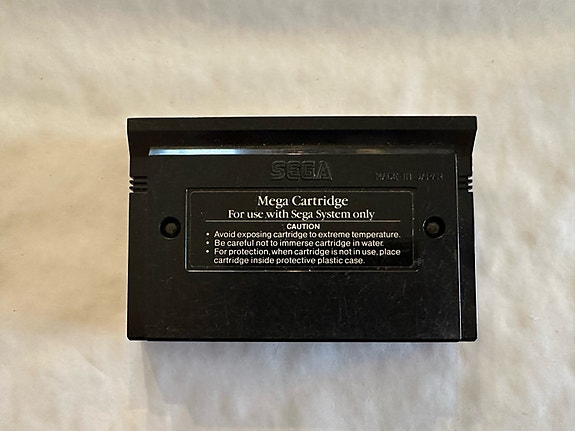 SEGA
MADE IN JAPAN
Mega Cartridge
For use with Sega System only
CAUTION
• Avoid exposing cartridge to extreme temperature.
• Be careful not to immerse cartridge in water.
• For protection, when cartridge is not in use, place
cartridge inside protective plastic case.